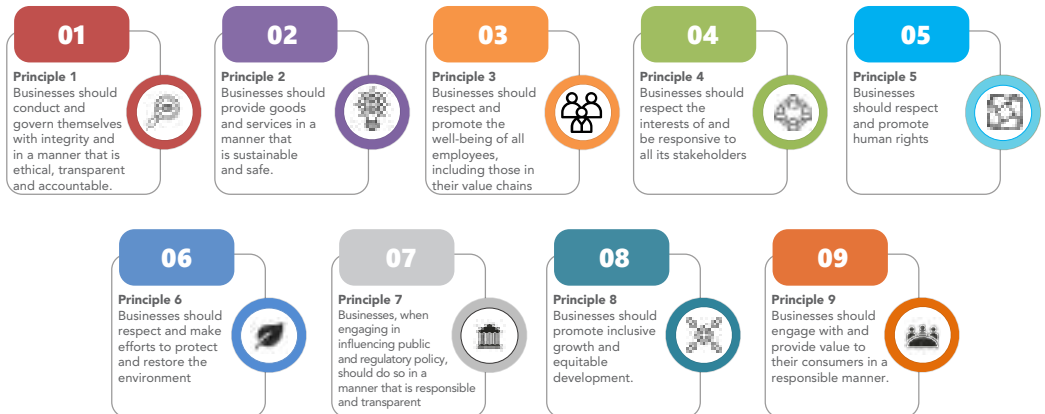 01
Principle 1
Businesses should
conduct and
govern themselves
with integrity and
in a manner that is
ethical, transparent
and accountable.
02
Principle 2
Businesses should
provide goods
and services in a
manner that
is sustainable
and safe.
03
Principle 3
Businesses should
respect and
promote the
well-being of all
employees,
including those in
their value chains
04
Principle 4
Businesses should
respect the
interests of and
be responsive to
all its stakeholders
05
Principle 5
Businesses
should respect
and promote
human rights
06
Principle 6
Businesses should
respect and make
efforts to protect
and restore the
environment
07
Principle 7
Businesses, when
engaging in
influencing public
and regulatory policy,
should do so in a
manner that is responsible
and transparent
08
Principle 8
Businesses should
promote inclusive
growth and
equitable
development.
09
Principle 9
Businesses should
engage with and
provide value to
their consumers in a
responsible manner.